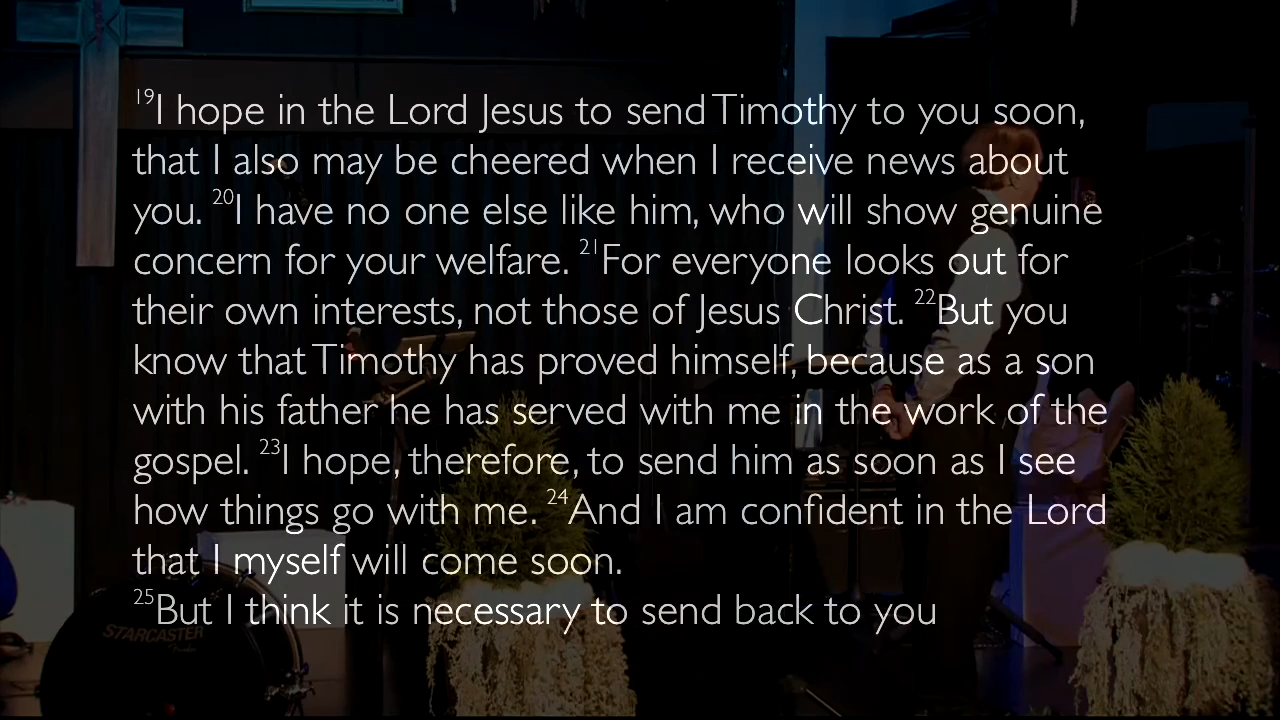 ¹⁹I hope in the Lord Jesus to send Timothy to you soon,
that I also may be cheered when I receive news about
you. ²⁰I have no one else like him, who will show genuine
concern for your welfare. ²¹For everyone looks out for
their own interests, not those of Jesus Christ. ²²But you
know that Timothy has proved himself, because as a son
with his father he has served with me in the work of the
gospel. ²³I hope, therefore, to send him as soon as I see
how things go with me. ²⁴And I am confident in the Lord
that I myself will come soon.
²⁵But I think it is necessary to send back to you
STARCASTER
Fender